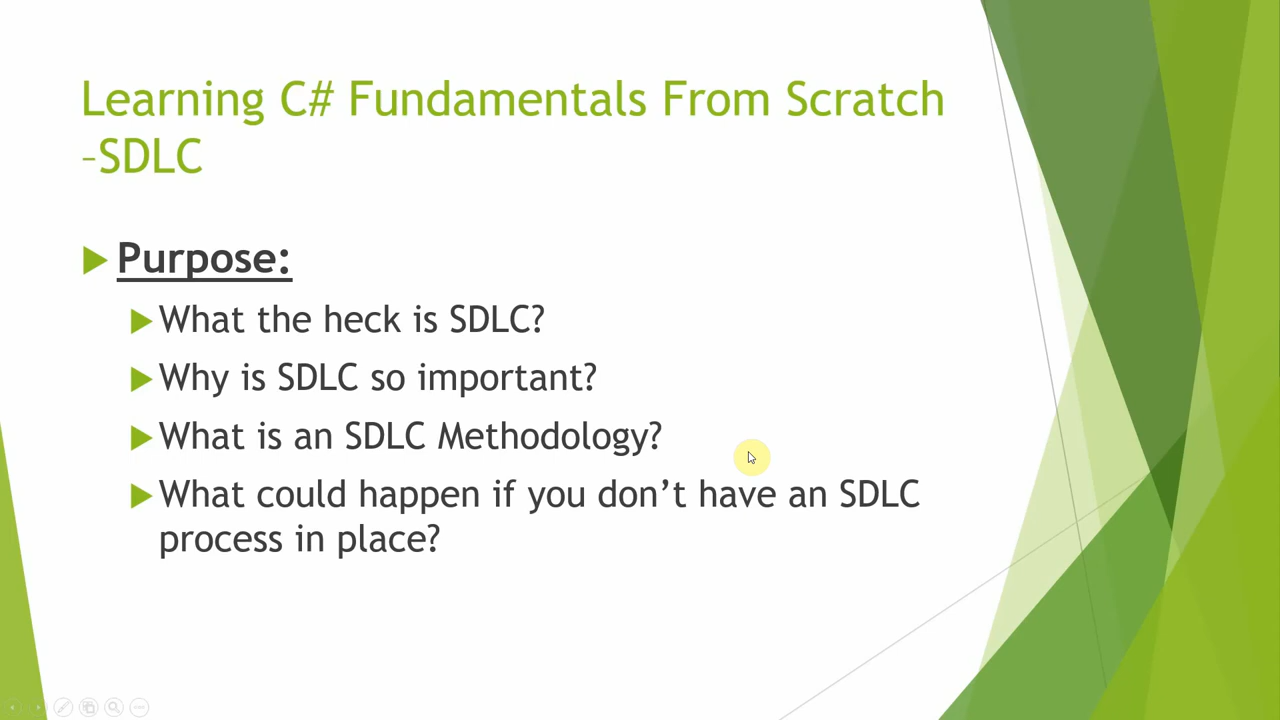 Learning C# Fundamentals From Scratch
–SDLC
Purpose:
What the heck is SDLC?
Why is SDLC so important?
What is an SDLC Methodology?
What could happen if you don’t have an SDLC
process in place?